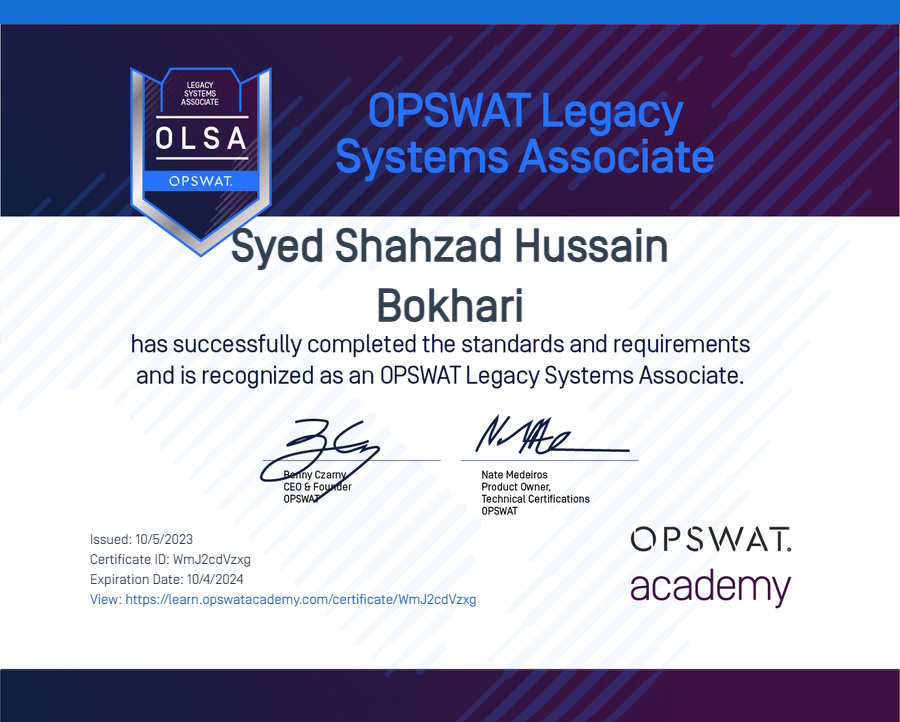 LEGACY
SYSTEMS
ASSOCIATE
OLSA
OPSWAT.
OPSWAT Legacy
Systems Associate
Syed Shahzad Hussain
Bokhari
has successfully completed the standards and requirements
and is recognized as an OPSWAT Legacy Systems Associate.
Benny Czarny
CEO & Founder
OPSWAT
Nate Medeiros
Product Owner,
Technical Certifications
OPSWAT
Issued: 10/5/2023
Certificate ID: WmJ2cdVzxg
Expiration Date: 10/4/2024
View: https://learn.opswatacademy.com/certificate/WmJ2cdVzxg
OPSWAT.
academy